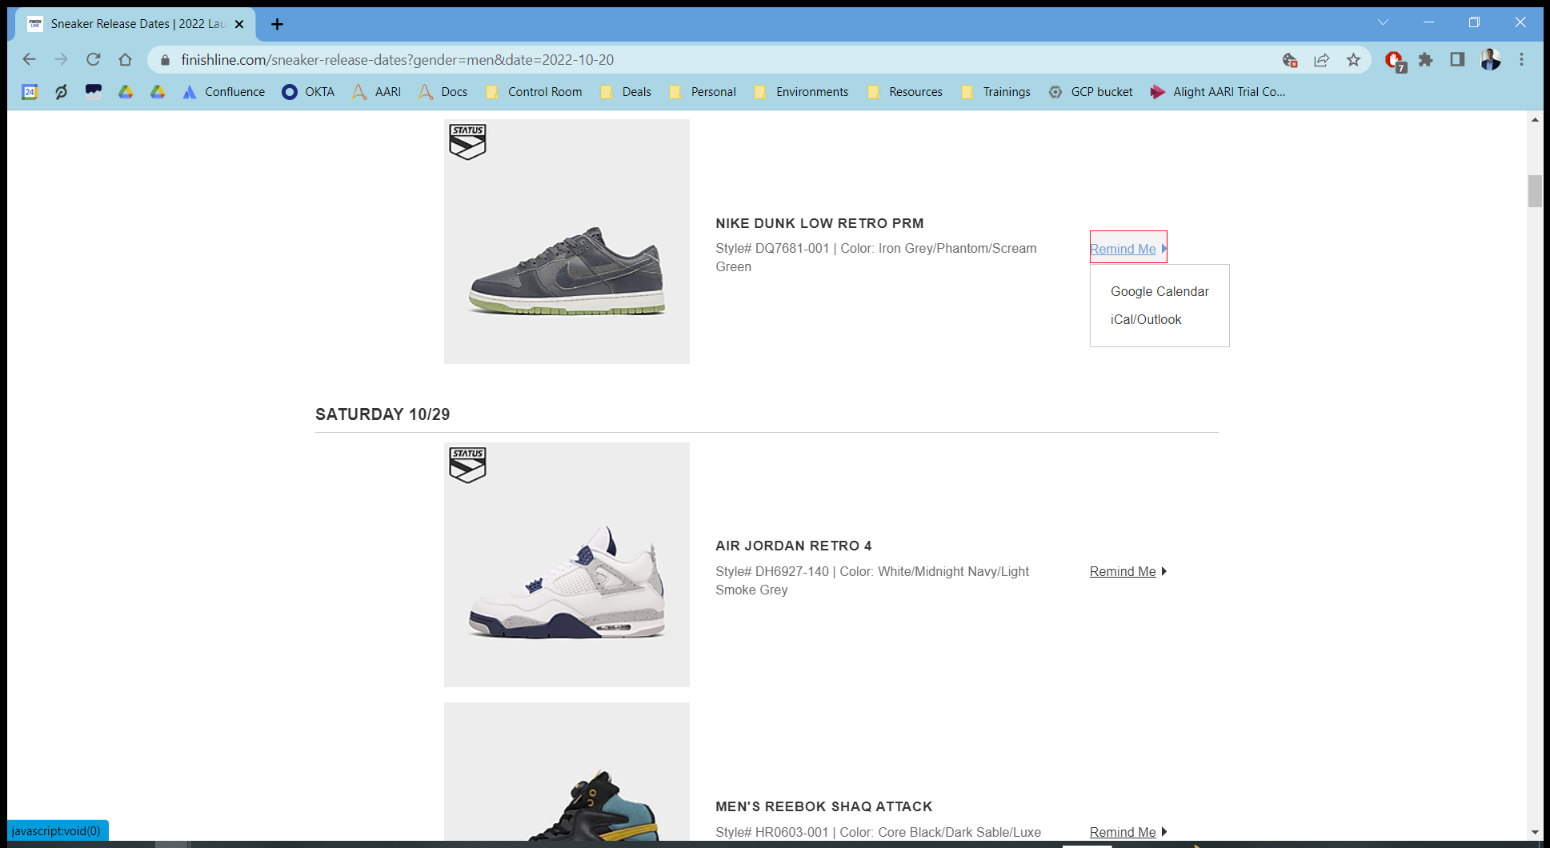 Sneaker Release Dates | 2022 Lau
finishline.com/sneaker-release-dates?gender=men&date=2022-10-20
7
24
Confluence
OKTA
AARI
Docs
Control Room
Deals
Personal
Environments
Resources
Trainings
GCP bucket
Alight AARI Trial Co...
STATUS
NIKE DUNK LOW RETRO PRM
Style# DQ7681-001 | Color: Iron Grey/Phantom/Scream
Green
Remind Me
Google Calendar
iCal/Outlook
SATURDAY 10/29
STATUS
AIR JORDAN RETRO 4
Style# DH6927-140 | Color: White/Midnight Navy/Light
Smoke Grey
Remind Me
MEN'S REEBOK SHAQ ATTACK
Style# HR0603-001 | Color: Core Black/Dark Sable/Luxe
Remind Me
javascript:void(0)